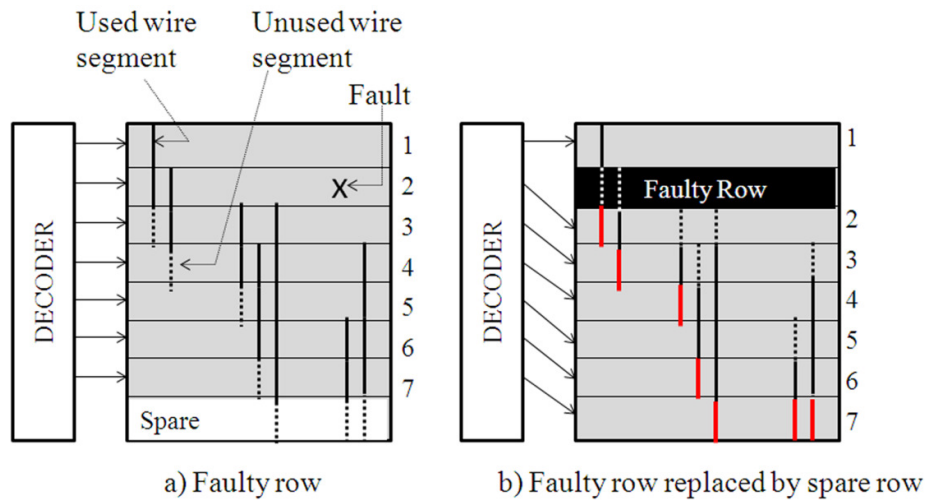 Used wire
segment
Unused wire
segment
Fault
DECODER
1
2
X
3
4
5
6
7
Spare
a) Faulty row
DECODER
1
Faulty Row
2
3
4
5
6
7
b) Faulty row replaced by spare row